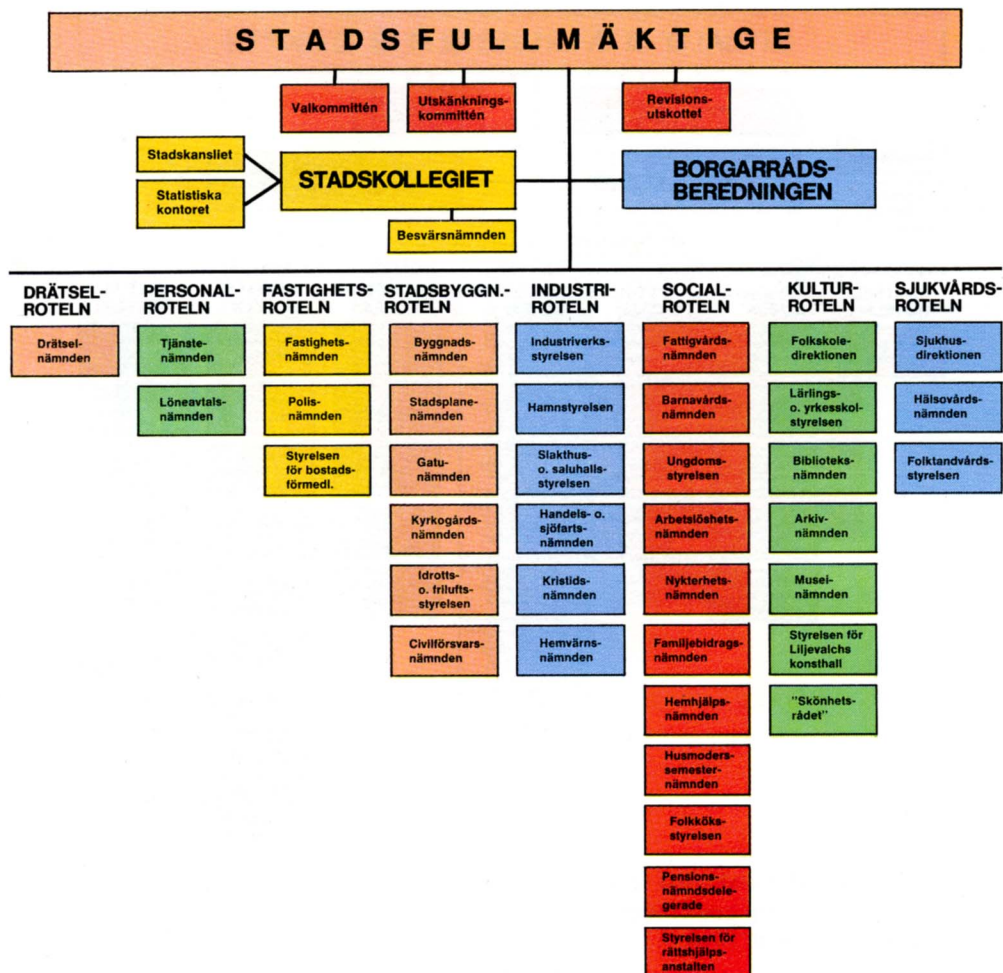 STADSFULLMÄKTIGE
Valkommittén
Utskänknings-
kommittén
Revisions-
utskottet
Stadskansliet
Statistiska
kontoret
STADSKOLLEGIET
BORGARRÅDS-
BEREDNINGEN
Besvärsnämnden
DRÄTSEL-
ROTELN
Drätsel-
nämnden
PERSONAL-
ROTELN
Tjänste-
nämnden
Löneavtals-
nämnden
FASTIGHETS-
ROTELN
Fastighets-
nämnden
Polis-
nämnden
Styrelsen
för bostads-
förmedl.
STADSBYGGN.-
ROTELN
Byggnads-
nämnden
Stadsplane-
nämnden
Gatu-
nämnden
Kyrkogårds-
nämnden
Idrotts-
o. frilufts-
styrelsen
Civilförsvars-
nämnden
INDUSTRI-
ROTELN
Industriverks-
styrelsen
Hamnstyrelsen
Slakthus-
o. saluhalls-
styrelsen
Handels- o.
sjöfarts-
nämnden
Kristids-
nämnden
Hemvärns-
nämnden
SOCIAL-
ROTELN
Fattigvårds-
nämnden
Barnavårds-
nämnden
Ungdoms-
styrelsen
Arbetslöshets-
nämnden
Nykterhets-
nämnden
Familjebidrags-
nämnden
Hemhjälps-
nämnden
Husmoders-
semester-
nämnden
Folkköks-
styrelsen
Pensions-
nämndsdele-
gerade
Styrelsen för
rättshjälps-
anstalten
KULTUR-
ROTELN
Folkskole-
direktionen
Lärlings-
o. yrkesskol-
styrelsen
Biblioteks-
nämnden
Arkiv-
nämnden
Musei-
nämnden
Styrelsen för
Liljevalchs
konsthall
"Skönhets-
rådet"
SJUKVÅRDS-
ROTELN
Sjukhus-
direktionen
Hälsovårds-
nämnden
Folktandvårds-
styrelsen